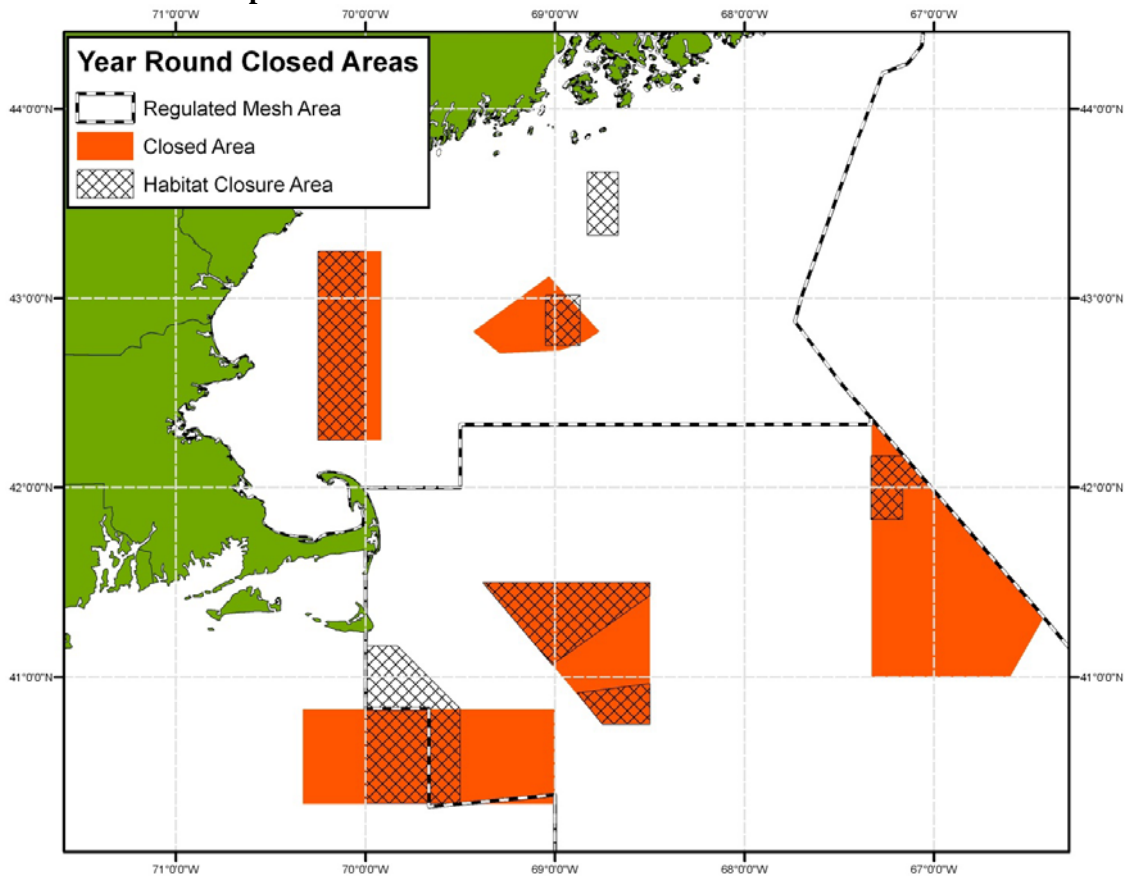 71°0'0"W 70°0'0"W 69°0'0"W 68°0'0"W 67°0'0"W
Year Round Closed Areas
Regulated Mesh Area
Closed Area
Habitat Closure Area
44°0'0"N 44°0'0"N
43°0'0"N 43°0'0"N
42°0'0"N 42°0'0"N
41°0'0"N 41°0'0"N
71°0'0"W 70°0'0"W 69°0'0"W 68°0'0"W 67°0'0"W